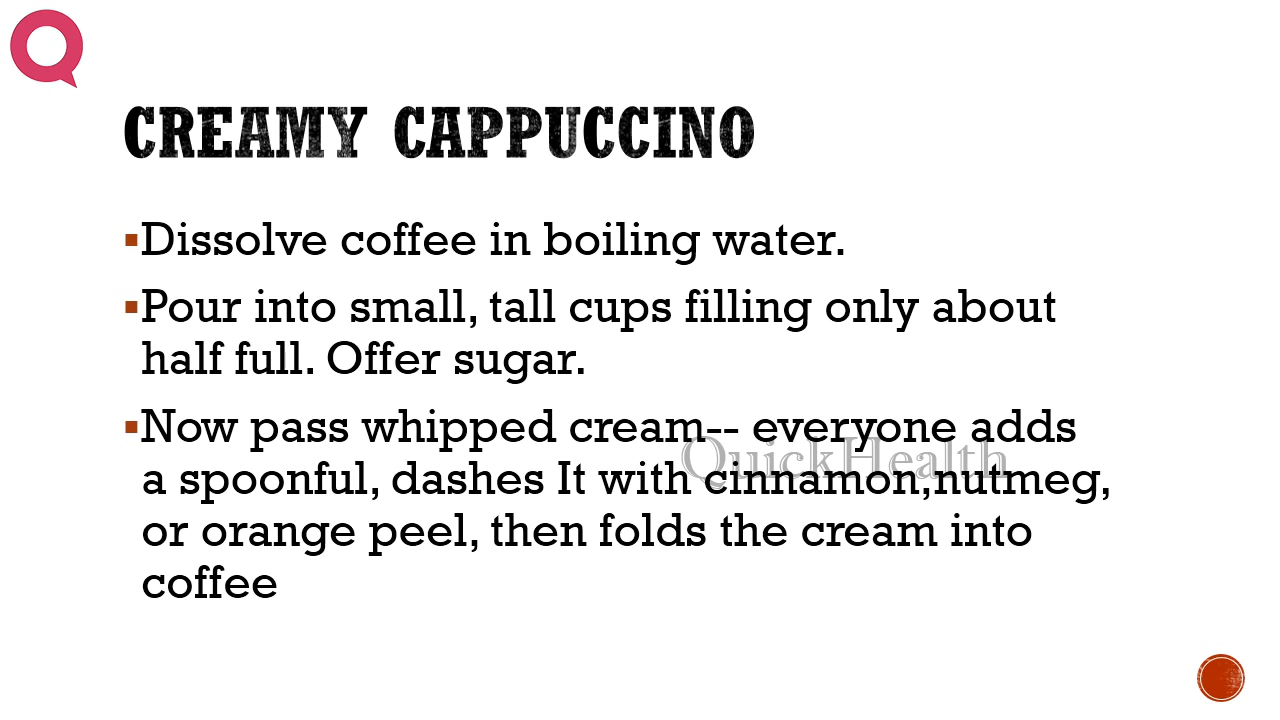 CREAMY CAPPUCCINO
Dissolve coffee in boiling water.
Pour into small, tall cups filling only about
half full. Offer sugar.
Now pass whipped cream-- everyone adds
QuickHealth
a spoonful, dashes It with cinnamon,nutmeg,
or orange peel, then folds the cream into
coffee